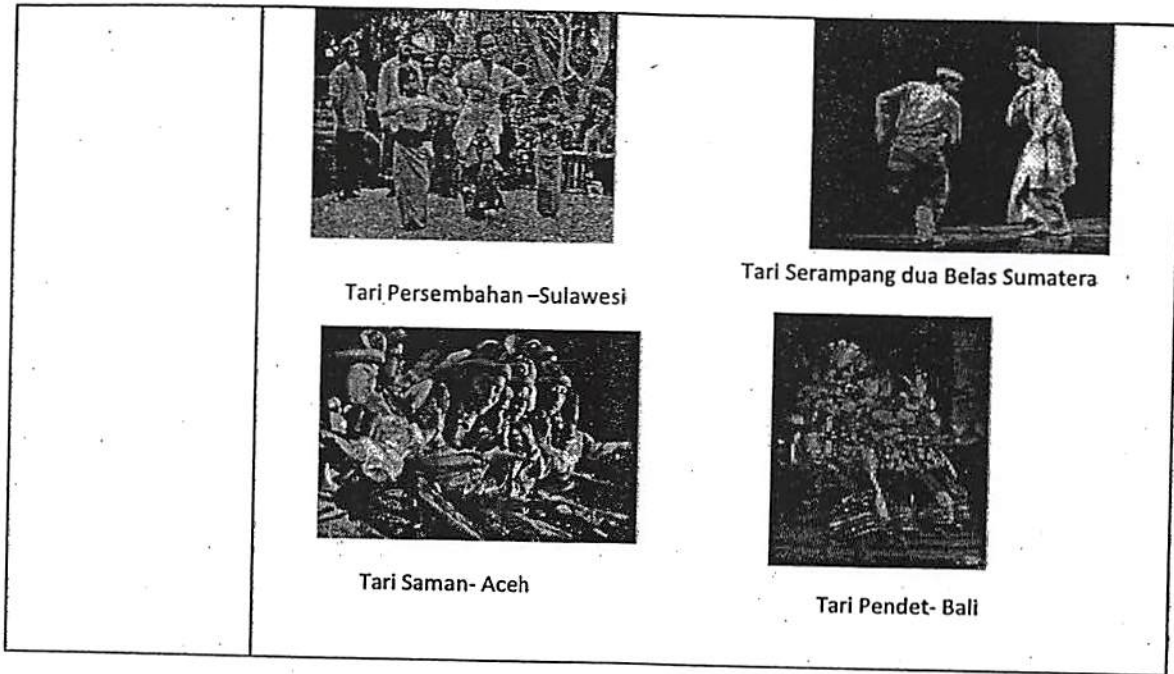 Tari Persembahan –Sulawesi
Tari Serampang dua Belas Sumatera
Tari Saman- Aceh
Tari Pendet- Bali